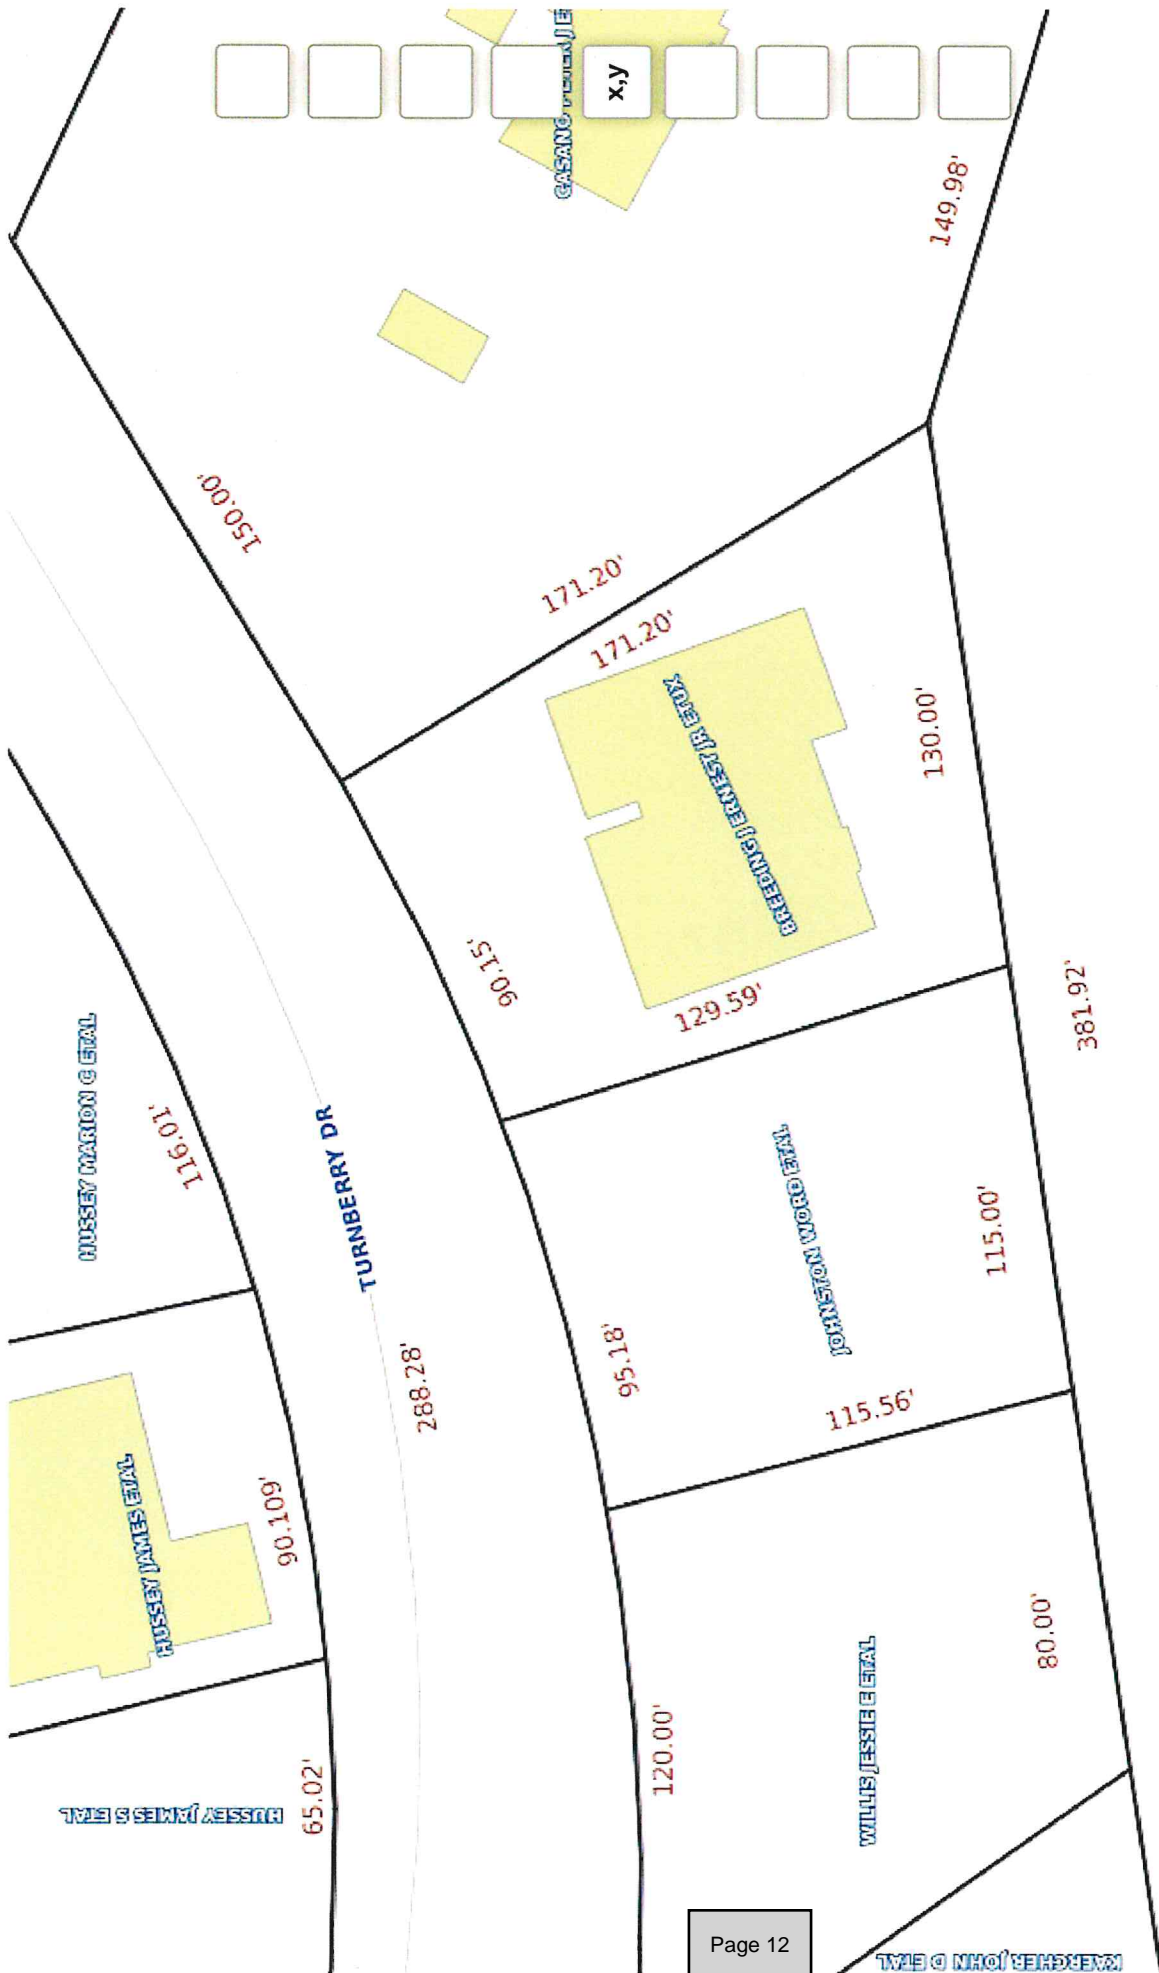 CASANO PETER J ET
x,y
149.98'
150.00'
171.20'
171.20'
BREEDING J ERNEST JR ETUX
130.00'
90.15'
129.59'
381.92'
HUSSEY MARION C ETAL
116.01'
TURNBERRY DR
JOHNSTON WORD ETAL
115.00'
95.18'
288.28'
115.56'
HUSSEY JAMES ETAL
90.109'
80.00'
WILLIS JESSIE E ETAL
120.00'
65.02'
HUSSEY JAMES S ETAL
KAERCHER JOHN D ETAL
Page 12